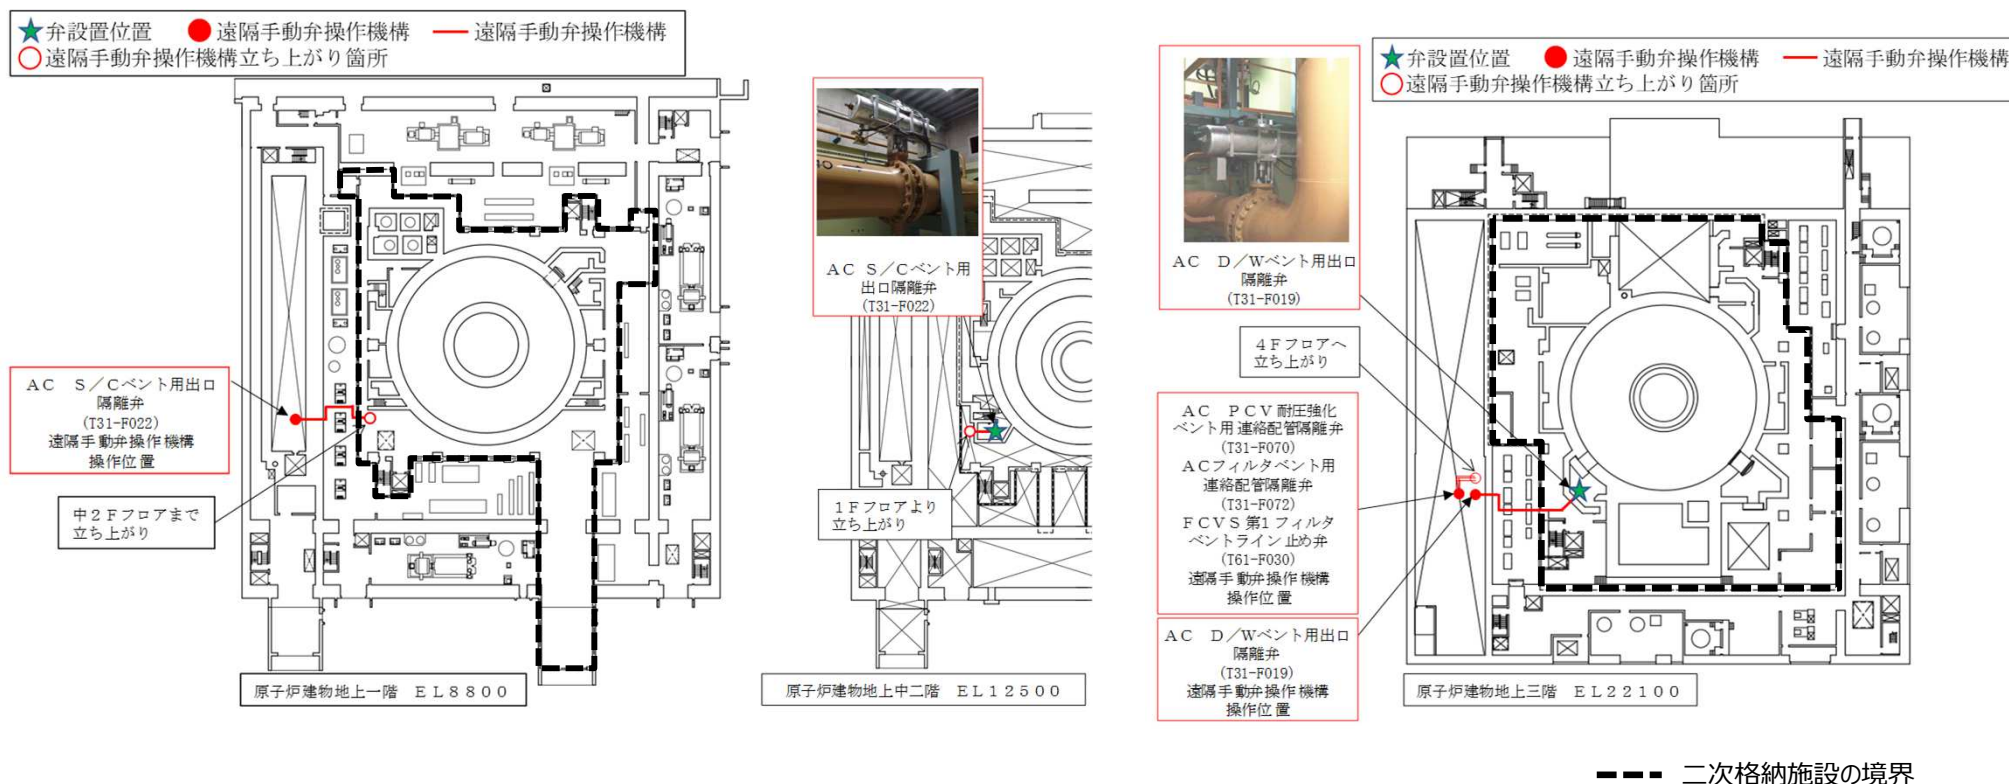 弁設置位置 遠隔手動弁操作機構 遠隔手動弁操作機構
遠隔手動弁操作機構立ち上がり箇所
AC S/Cベント用出口
隔離弁
(T31-F022)
遠隔手動弁操作機構
操作位置
中2Fフロアまで
立ち上がり
原子炉建物地上一階 EL8800
AC S/Cベント用
出口隔離弁
(T31-F022)
1Fフロアより
立ち上がり
原子炉建物地上中二階 EL12500
弁設置位置 遠隔手動弁操作機構 遠隔手動弁操作機構
遠隔手動弁操作機構立ち上がり箇所
AC D/Wベント用出口
隔離弁
(T31-F019)
4Fフロアへ
立ち上がり
AC PCV耐圧強化
ベント用連絡配管隔離弁
(T31-F070)
ACフィルタベント用
連絡配管隔離弁
(T31-F072)
FCVS第1フィルタ
ベントライン止め弁
(T61-F030)
遠隔手動弁操作機構
操作位置
AC D/Wベント用出口
隔離弁
(T31-F019)
遠隔手動弁操作機構
操作位置
原子炉建物地上三階 EL22100
二次格納施設の境界